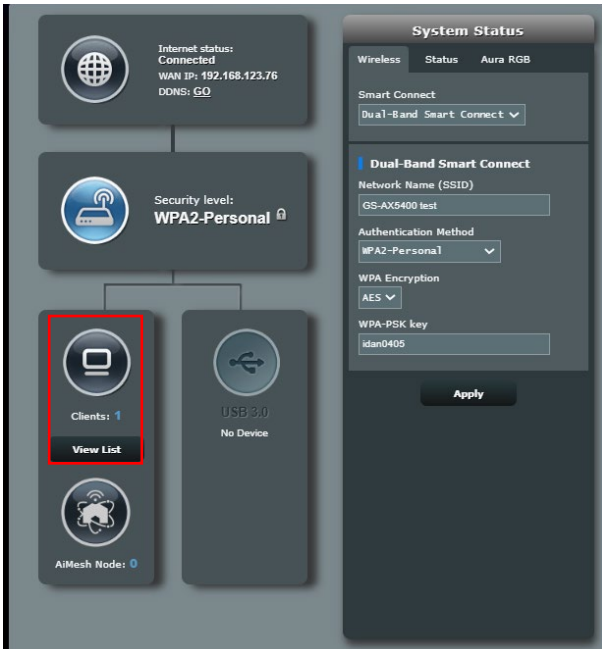 Internet status:
Connected
WAN IP: 192.168.123.76
DDNS: GO
Security level:
WPA2-Personal
Clients: 1
View List
AiMesh Node: 0
USB 3.0
No Device
System Status
Wireless Status Aura RGB
Smart Connect
Dual-Band Smart Connect
Dual-Band Smart Connect
Network Name (SSID)
GS-AX5400 test
Authentication Method
WPA2-Personal
WPA Encryption
AES
WPA-PSK key
idan0405
Apply